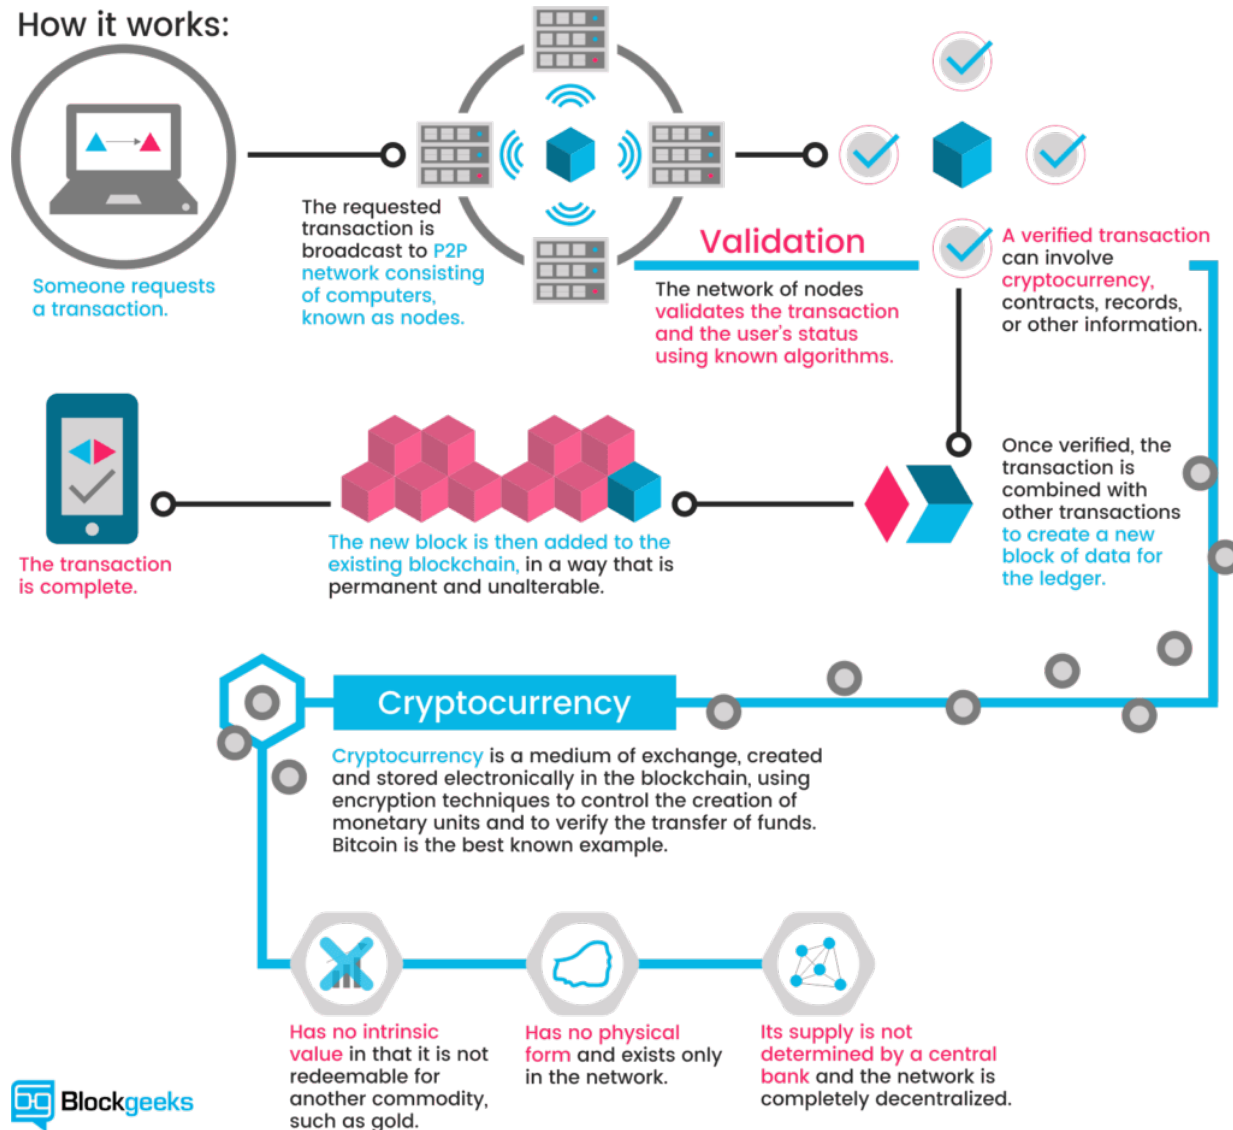 How it works:
Someone requests
a transaction.
The requested
transaction is
broadcast to P2P
network consisting
of computers,
known as nodes.
Validation
The network of nodes
validates the transaction
and the user's status
using known algorithms.
A verified transaction
can involve
cryptocurrency,
contracts, records,
or other information.
Once verified, the
transaction is
combined with
other transactions
to create a new
block of data for
the ledger.
The new block is then added to the
existing blockchain, in a way that is
permanent and unalterable.
The transaction
is complete.
Cryptocurrency
Cryptocurrency is a medium of exchange, created
and stored electronically in the blockchain, using
encryption techniques to control the creation of
monetary units and to verify the transfer of funds.
Bitcoin is the best known example.
Has no intrinsic
value in that it is not
redeemable for
another commodity,
such as gold.
Has no physical
form and exists only
in the network.
Its supply is not
determined by a central
bank and the network is
completely decentralized.
Blockgeeks